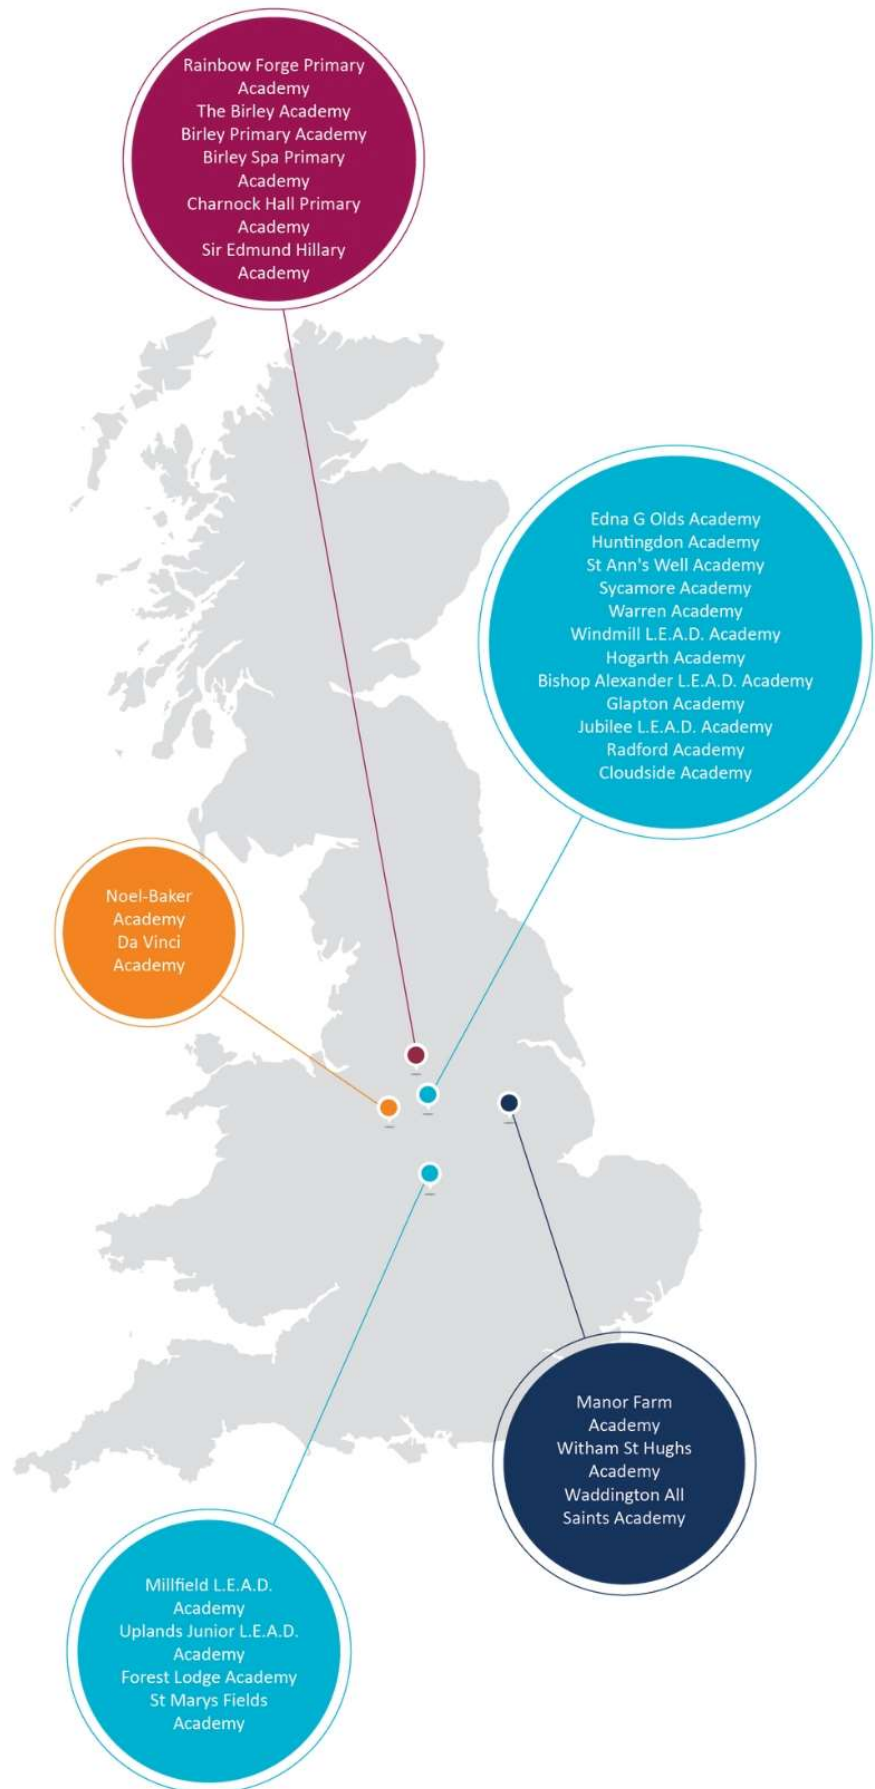 Rainbow Forge Primary
Academy
The Birley Academy
Birley Primary Academy
Birley Spa Primary
Academy
Charnock Hall Primary
Academy
Sir Edmund Hillary
Academy
Edna G Olds Academy
Huntingdon Academy
St Ann's Well Academy
Sycamore Academy
Warren Academy
Windmill L.E.A.D. Academy
Hogarth Academy
Bishop Alexander L.E.A.D. Academy
Glapton Academy
Jubilee L.E.A.D. Academy
Radford Academy
Cloudside Academy
Noel-Baker
Academy
Da Vinci
Academy
Manor Farm
Academy
Witham St Hughs
Academy
Waddington All
Saints Academy
Millfield L.E.A.D.
Academy
Uplands Junior L.E.A.D.
Academy
Forest Lodge Academy
St Marys Fields
Academy